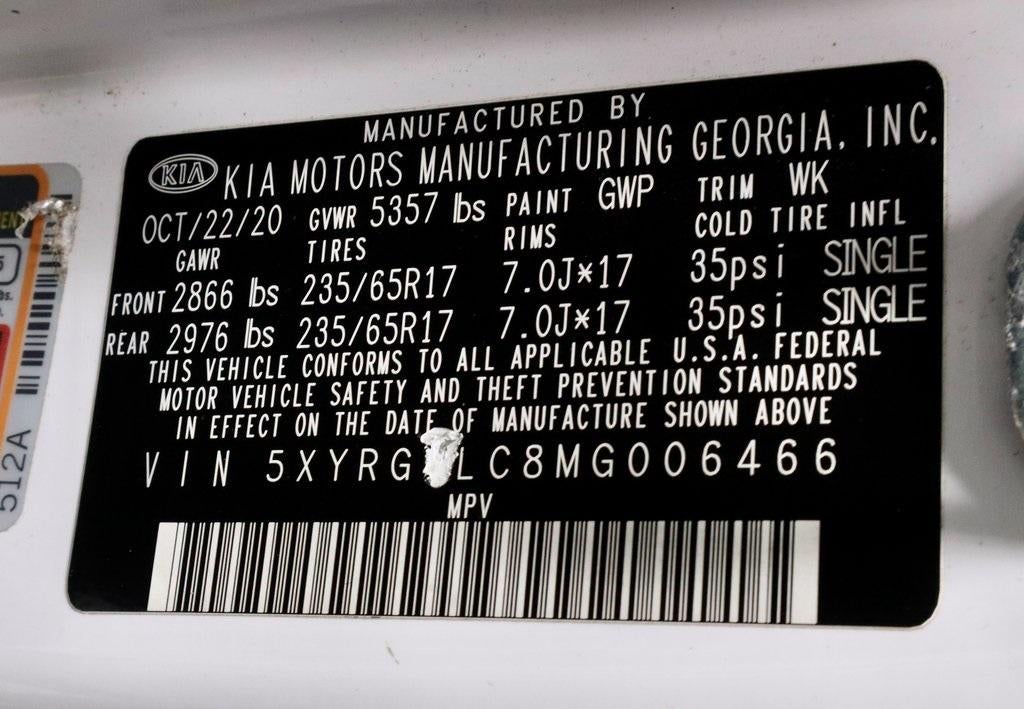 MANUFACTURED BY
KIA KIA MOTORS MANUFACTURING GEORGIA, INC.
OCT/22/20 GVWR 5357 lbs PAINT GWP TRIM WK
GAWR TIRES RIMS COLD TIRE INFL
FRONT 2866 lbs 235/65R17 7.0J*17 35psi SINGLE
REAR 2976 lbs 235/65R17 7.0J*17 35psi SINGLE
THIS VEHICLE CONFORMS TO ALL APPLICABLE U.S.A. FEDERAL
MOTOR VEHICLE SAFETY AND THEFT PREVENTION STANDARDS
IN EFFECT ON THE DATE OF MANUFACTURE SHOWN ABOVE
VIN
MPV
512A